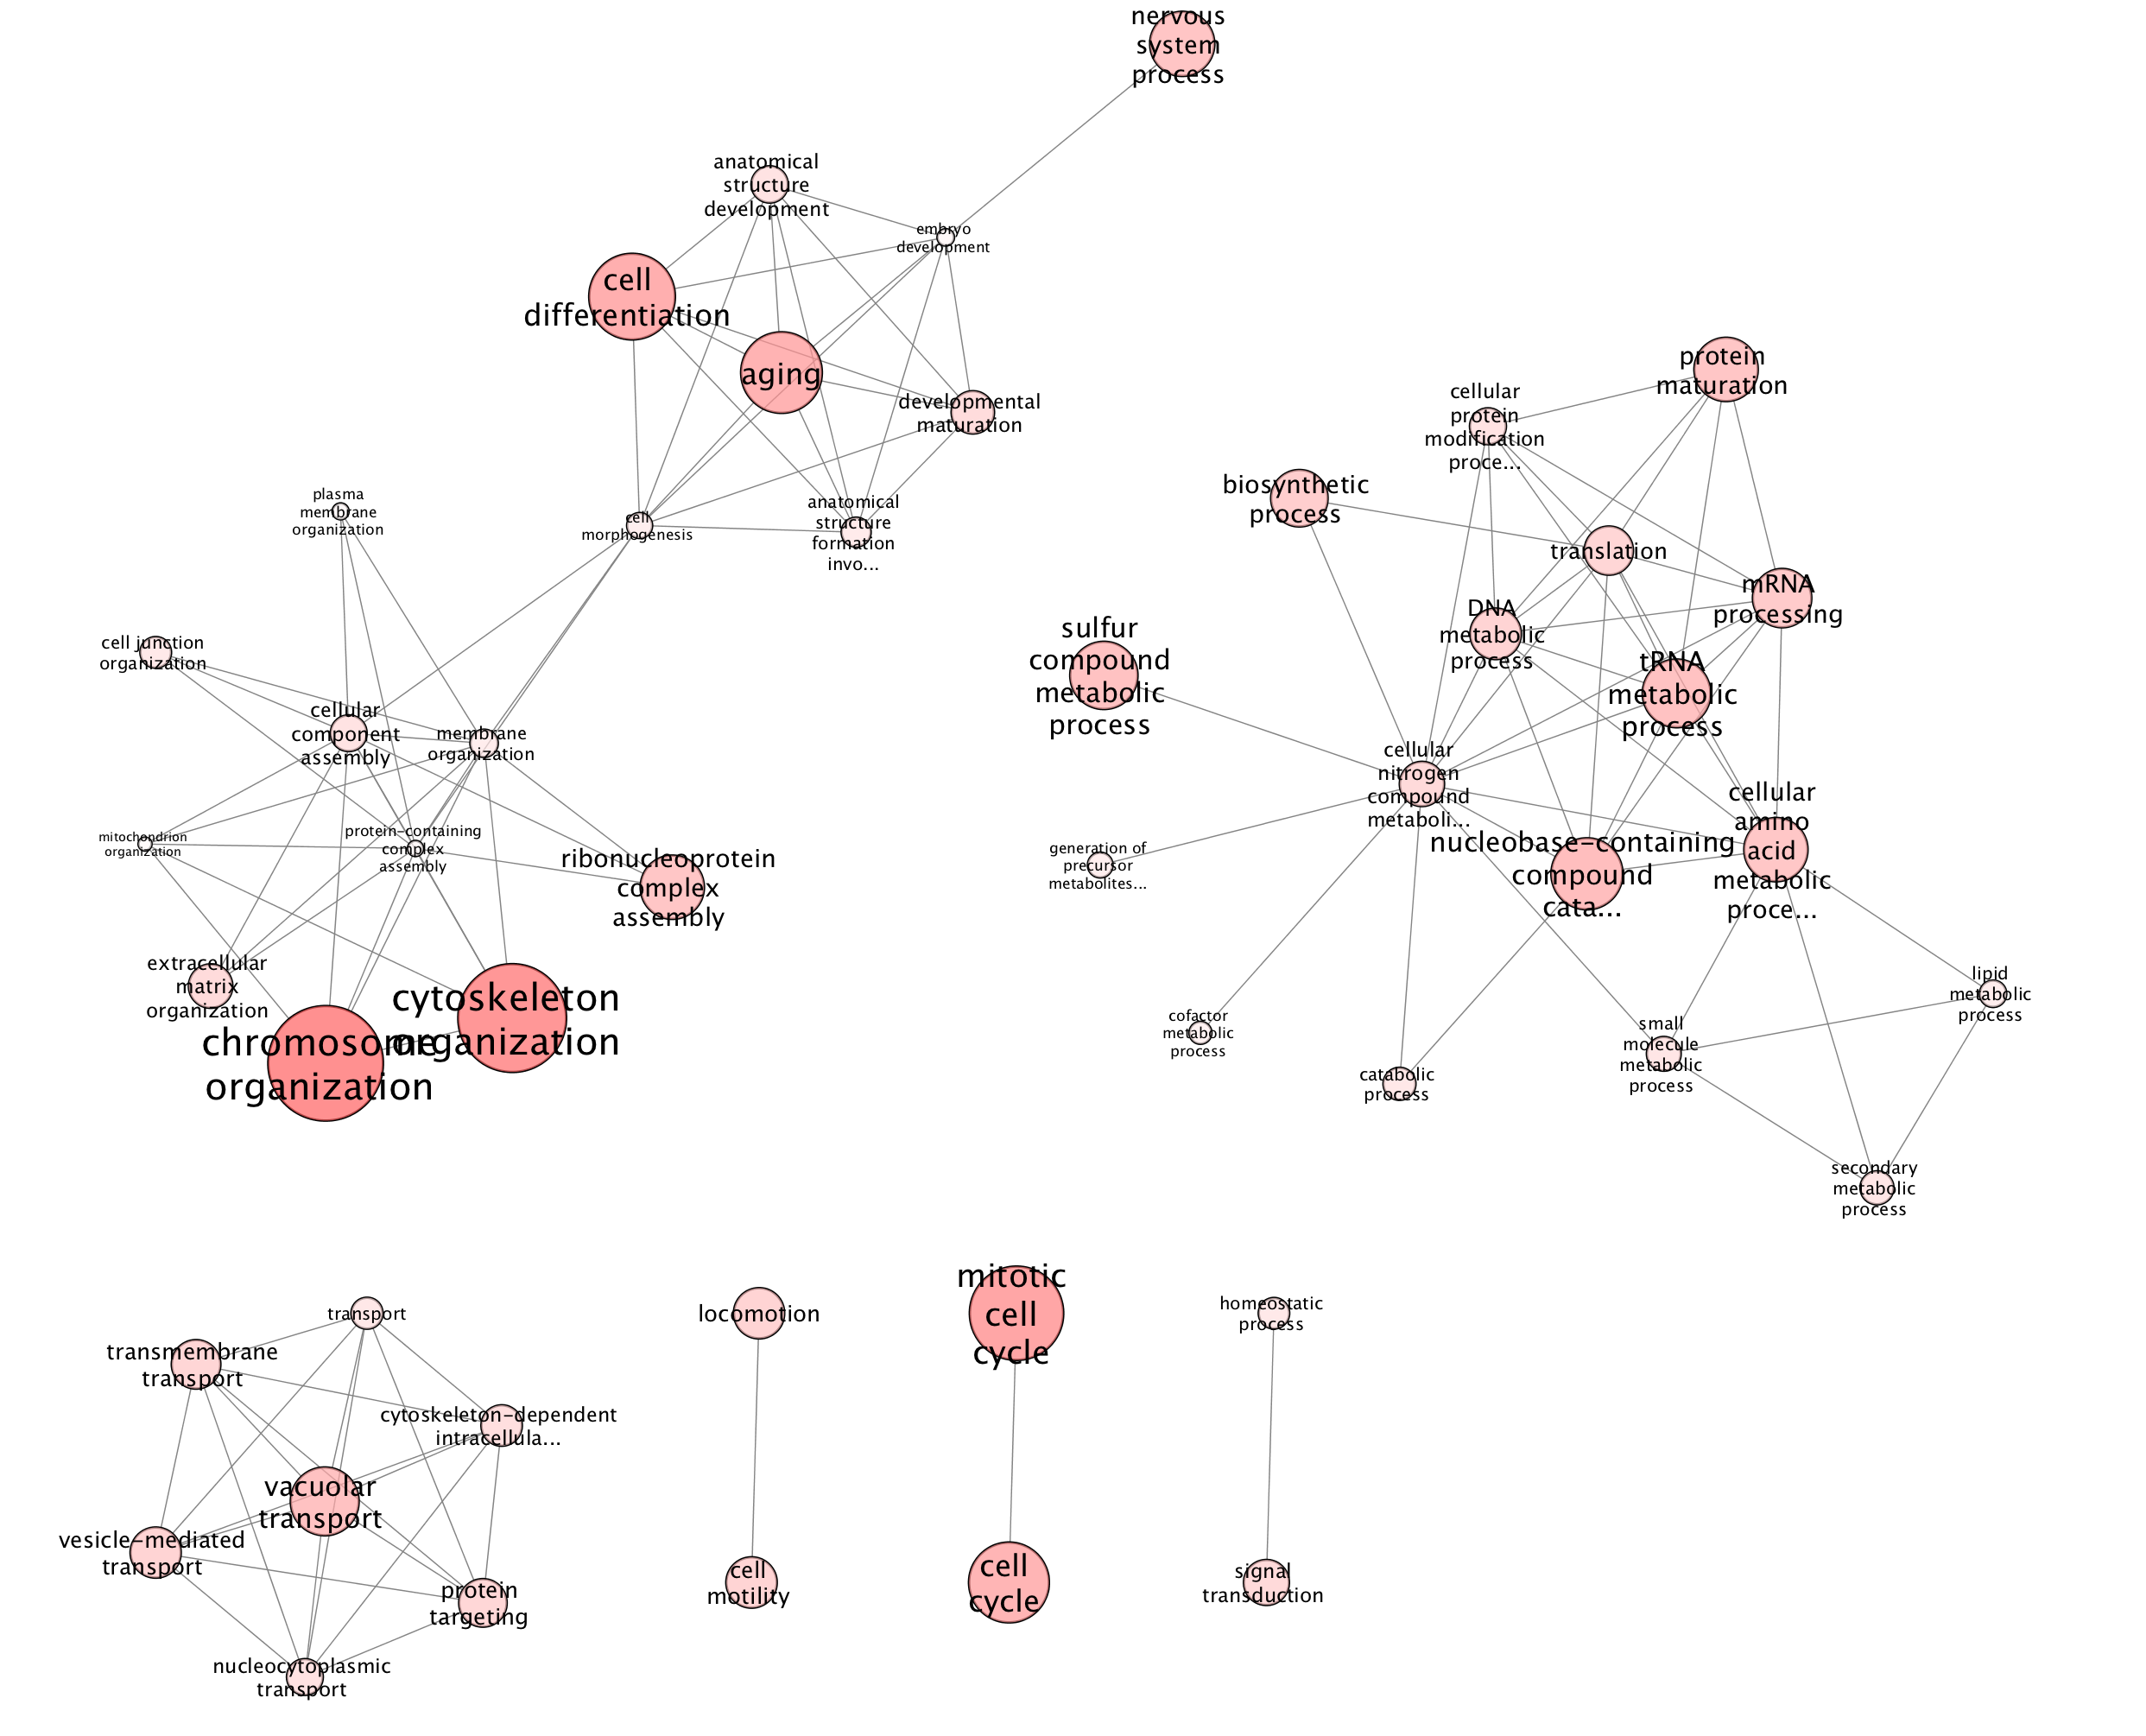 nervous
system
process
anatomical
structure
development
embryo
development
cell
differentiation
aging
developmental
maturation
cell
morphogenesis
anatomical
structure
formation
invo...
plasma
membrane
organization
cell junction
organization
cellular
component
assembly
membrane
organization
mitochondrion
organization
protein-containing
complex
assembly
ribonucleoprotein
complex
assembly
extracellular
matrix
organization
chromosome
organization
cytoskeleton
organization
protein
maturation
cellular
protein
modification
proce...
biosynthetic
process
translation
mRNA
processing
DNA
metabolic
process
tRNA
metabolic
process
sulfur
compound
metabolic
process
cellular
nitrogen
compound
metaboli...
cellular
amino
acid
metabolic
proce...
nucleobase-containing
compound
cata...
generation of
precursor
metabolites...
cofactor
metabolic
process
catabolic
process
small
molecule
metabolic
process
lipid
metabolic
process
secondary
metabolic
process
transport
transmembrane
transport
cytoskeleton-dependent
intracellula...
vacuolar
transport
vesicle-mediated
transport
protein
targeting
nucleocytoplasmic
transport
locomotion
cell
motility
mitotic
cell
cycle
cell
cycle
homeostatic
process
signal
transduction